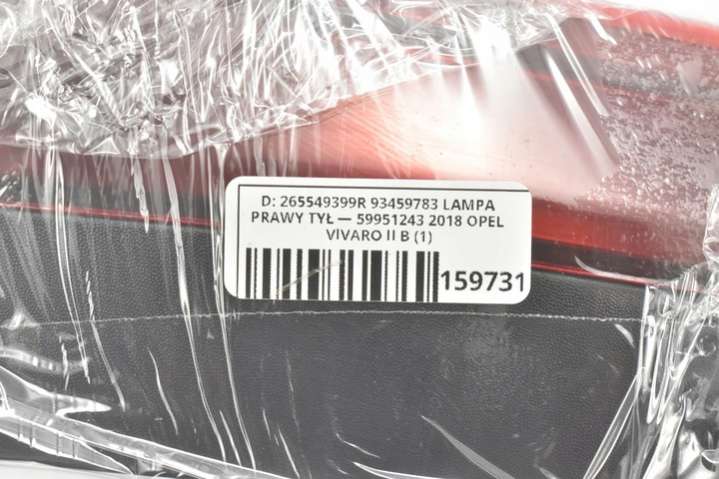 D: 265549399R 93459783 LAMPA
PRAWY TYŁ — 59951243 2018 OPEL
VIVARO II B (1)
159731